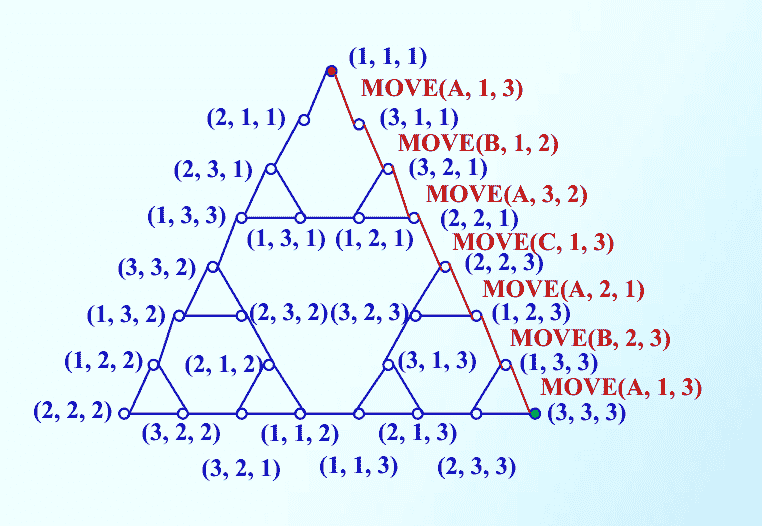 (1, 1, 1)
MOVE(A, 1, 3)
(2, 1, 1) (3, 1, 1)
MOVE(B, 1, 2)
(2, 3, 1) (3, 2, 1)
MOVE(A, 3, 2)
(1, 3, 3) (2, 2, 1)
(1, 3, 1) (1, 2, 1) MOVE(C, 1, 3)
(3, 3, 2) (2, 2, 3)
MOVE(A, 2, 1)
(1, 3, 2) (2, 3, 2) (3, 2, 3) (1, 2, 3)
MOVE(B, 2, 3)
(1, 2, 2) (2, 1, 2) (3, 1, 3) (1, 3, 3)
MOVE(A, 1, 3)
(2, 2, 2) (3, 3, 3)
(3, 2, 2) (1, 1, 2) (2, 1, 3)
(3, 2, 1) (1, 1, 3) (2, 3, 3)